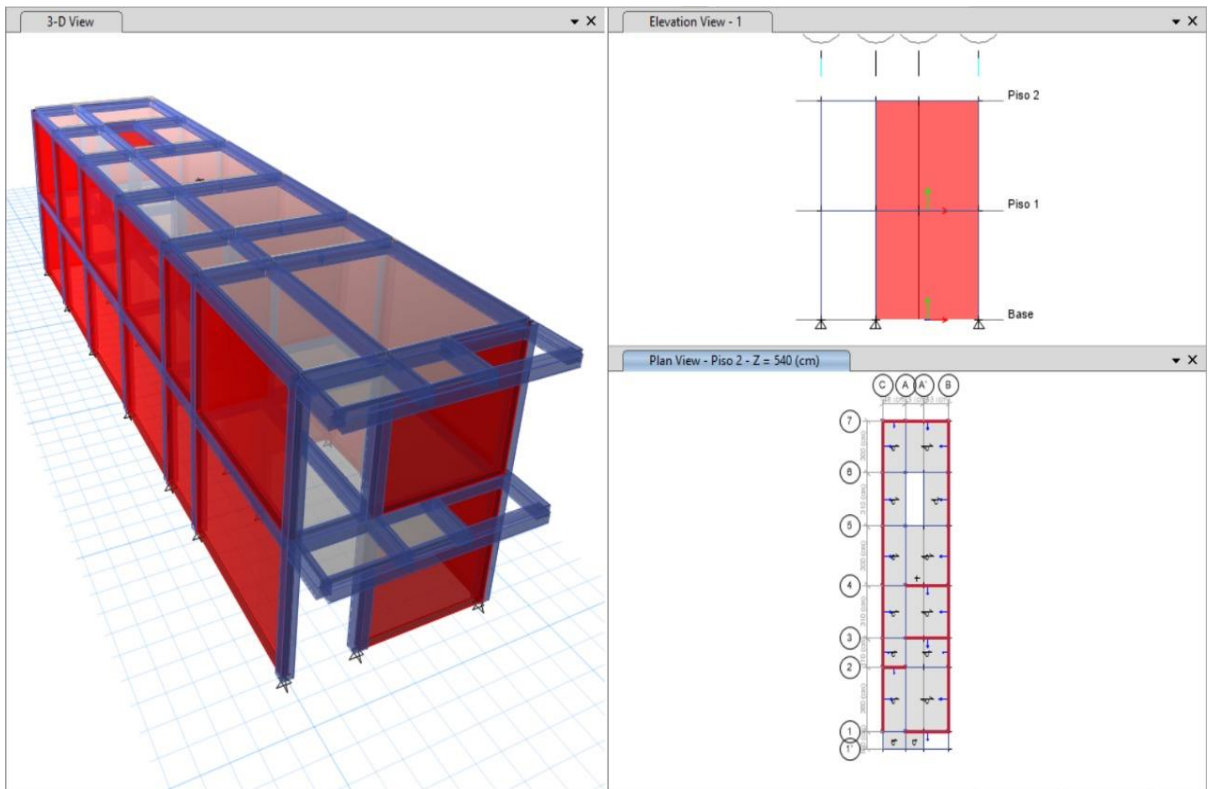 3-D View
Elevation View - 1
Piso 2
Piso 1
Base
Plan View - Piso 2 - Z = 540 (cm)
C A A' B
7
6
5
4
3
2
1
1'